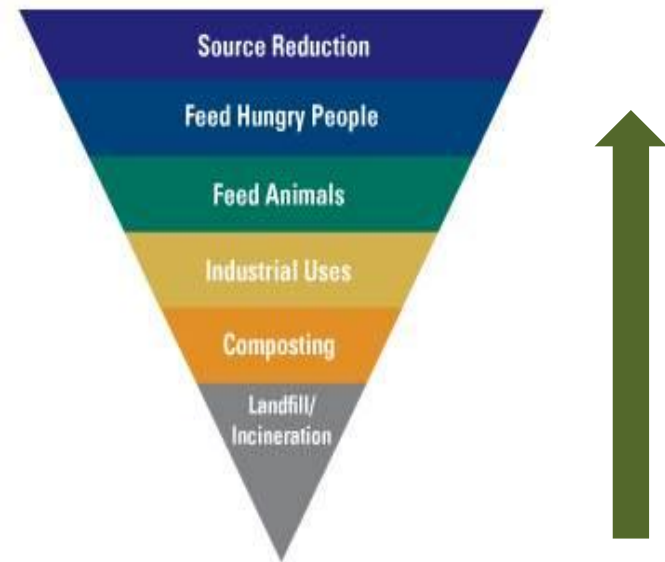 Source Reduction
Feed Hungry People
Feed Animals
Industrial Uses
Composting
Landfill/
Incineration